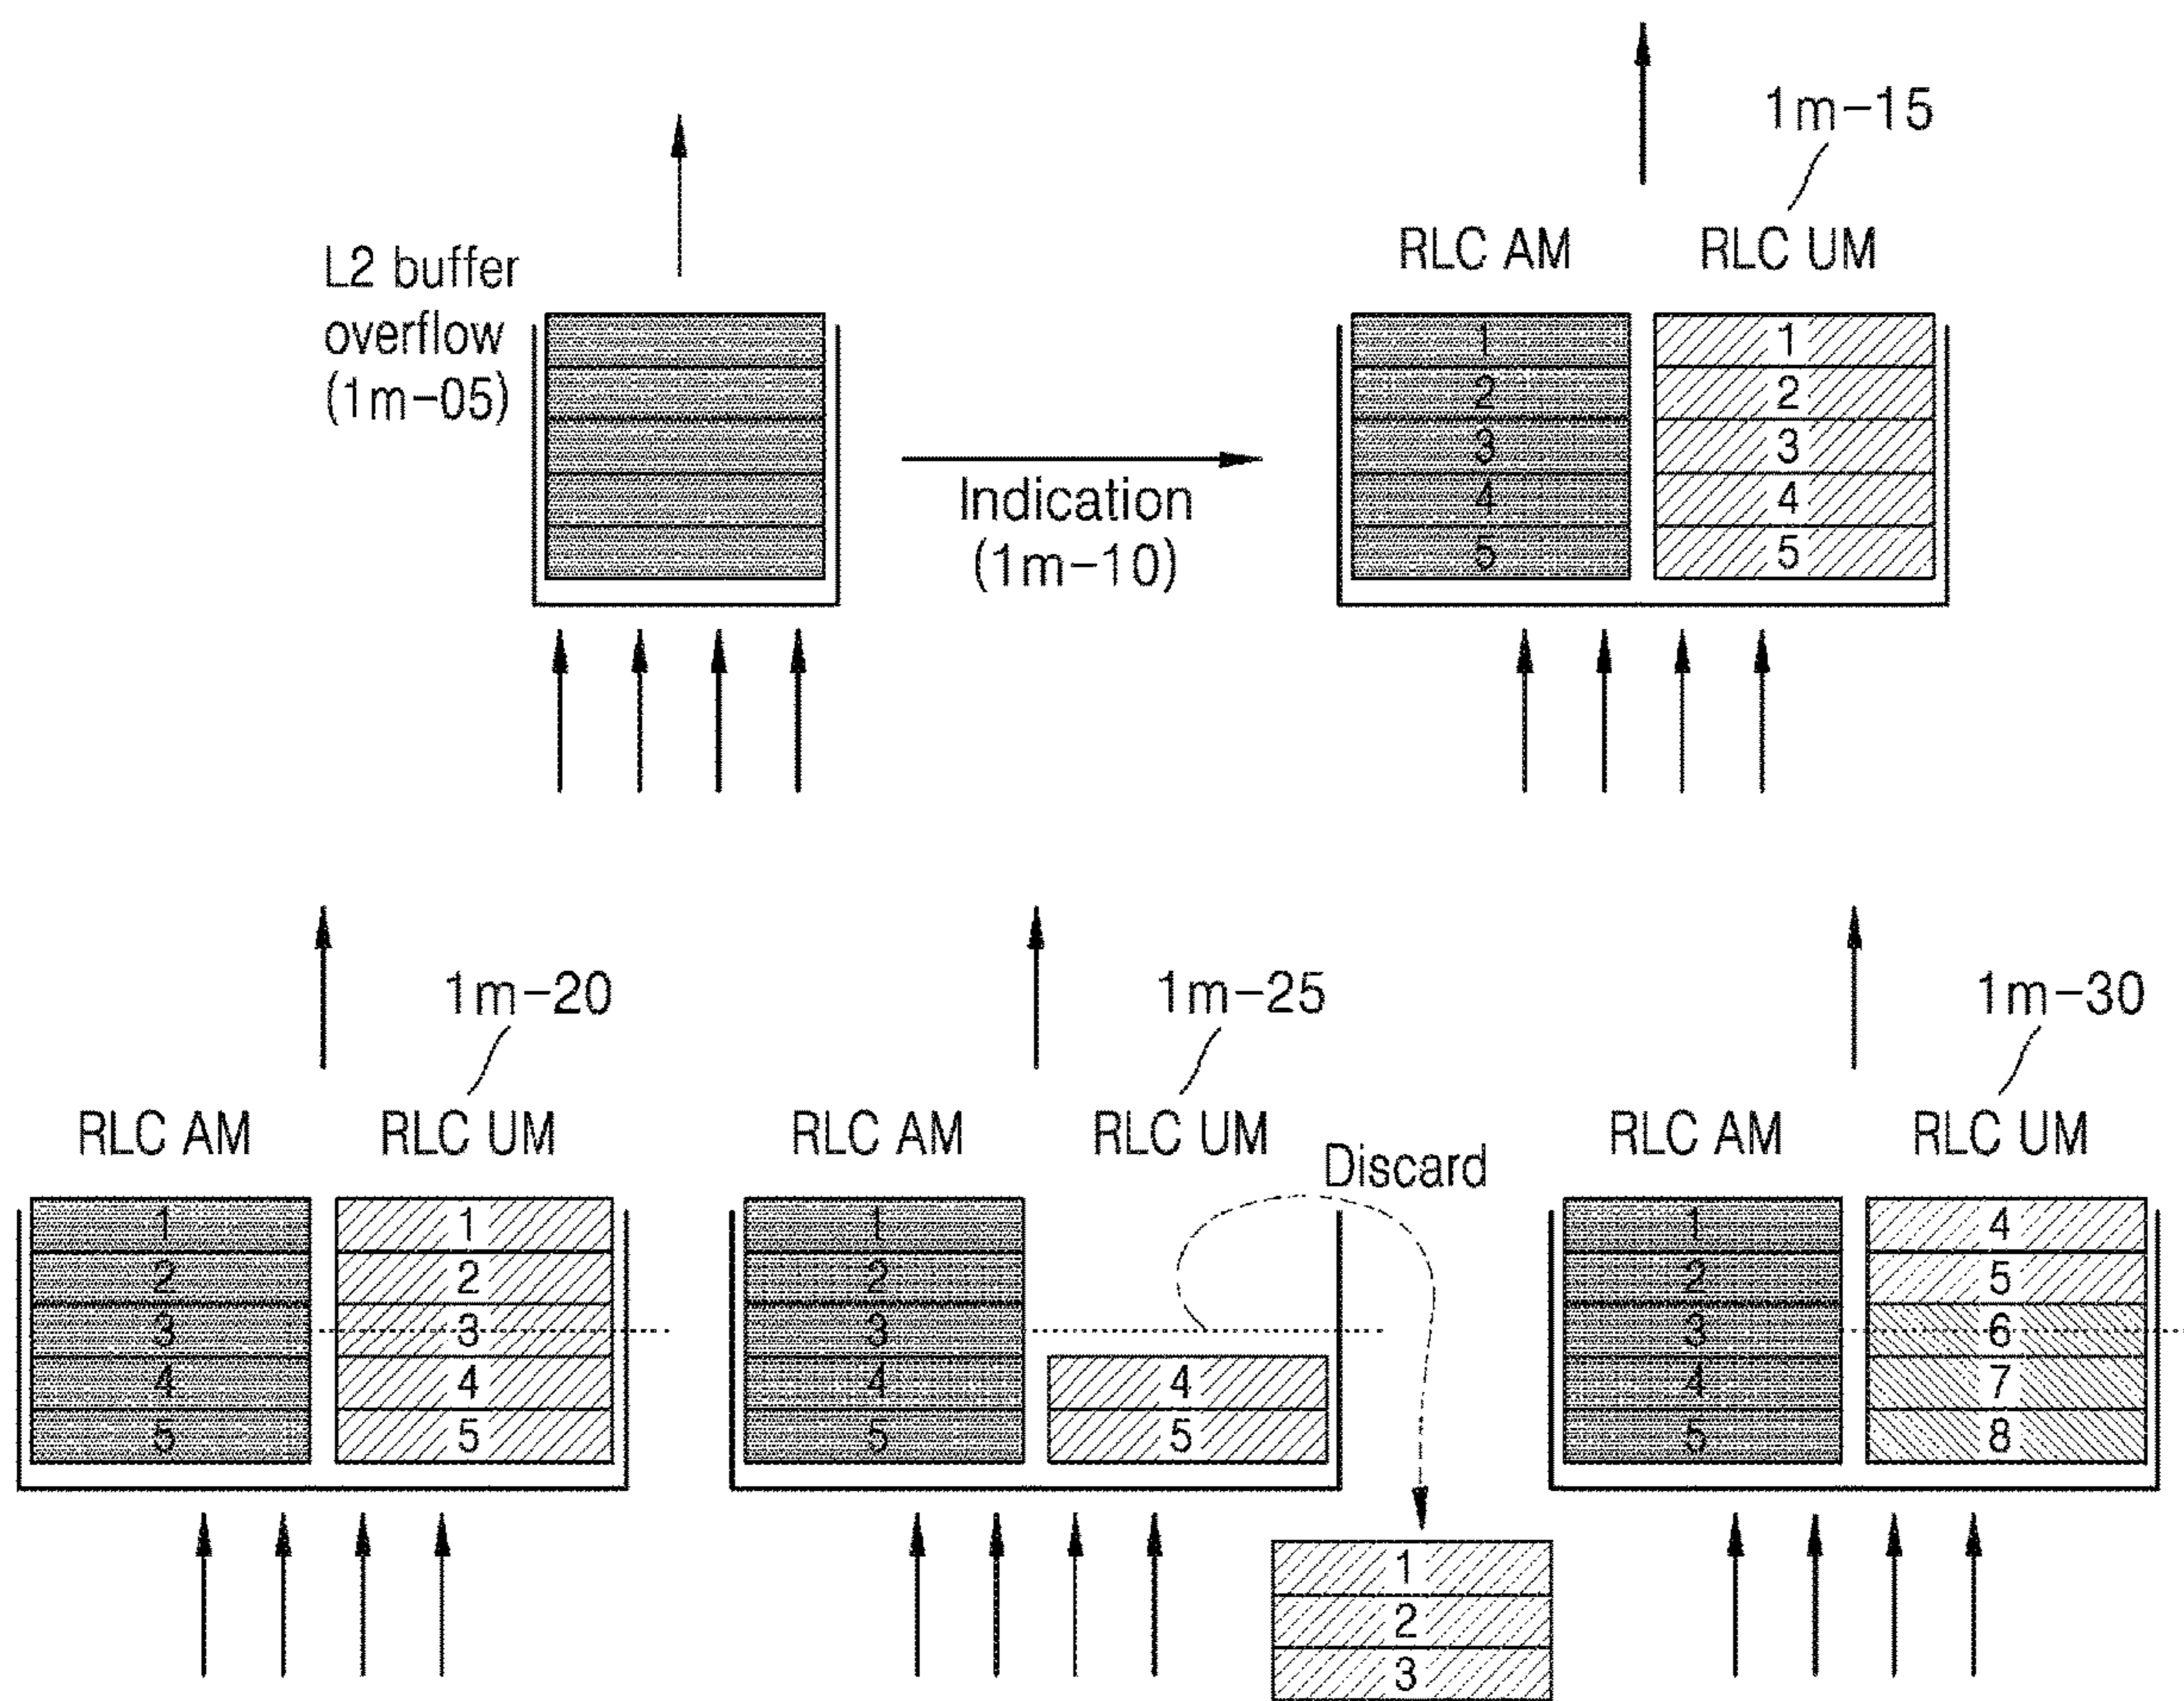 L2 buffer
overflow
(1m-05)
Indication
(1m-10)
1m-15
RLC AM RLC UM
1 1
2 2
3 3
4 4
5 5
1m-20
RLC AM RLC UM
1 1
2 2
3 3
4 4
5 5
1m-25
RLC AM RLC UM
Discard
1
2
3
4 4
5 5
1
2
3
1m-30
RLC AM RLC UM
1 4
2 5
3 6
4 7
5 8